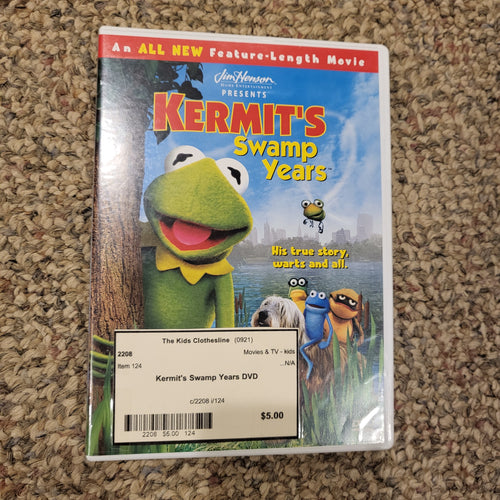 An ALL NEW Feature-Length Movie
Jim Henson
HOME ENTERTAINMENT
PRESENTS
KERMIT'S
Swamp
Years™
His true story,
warts and all.
The Kids Clothesline (0921)
2208 Movies & TV - kids
Item 124 ..N/A
Kermit's Swamp Years DVD
c/2208 i/124
$5.00
2208 $5.00 124